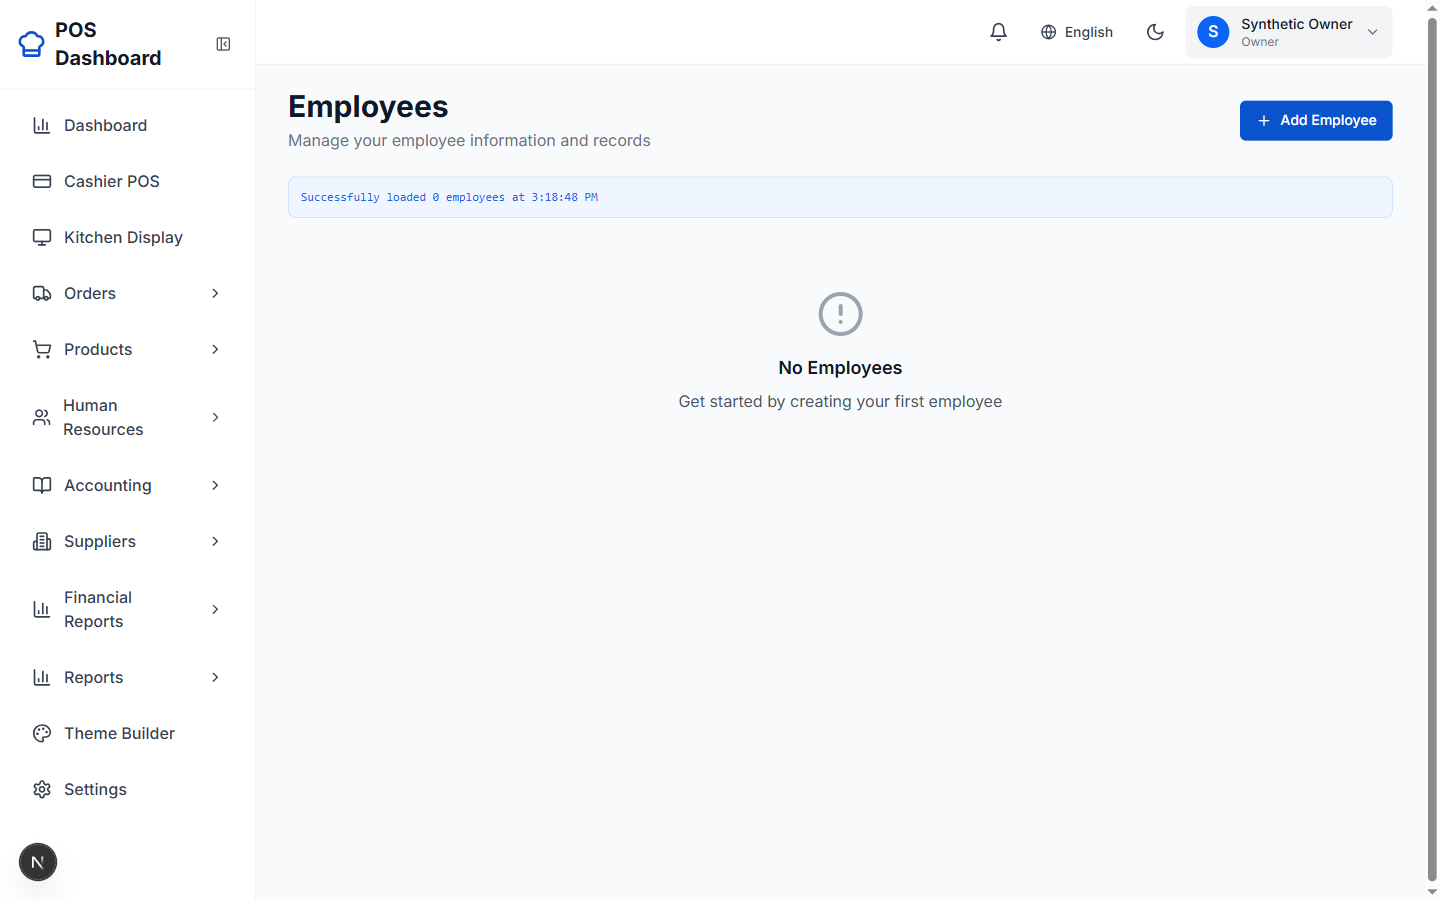 POS
Dashboard
English
S
Synthetic Owner
Owner
Dashboard
Cashier POS
Kitchen Display
Orders
Products
Human
Resources
Accounting
Suppliers
Financial
Reports
Reports
Theme Builder
Settings
N
Employees
Manage your employee information and records
Add Employee
Successfully loaded 0 employees at 3:18:48 PM
No Employees
Get started by creating your first employee